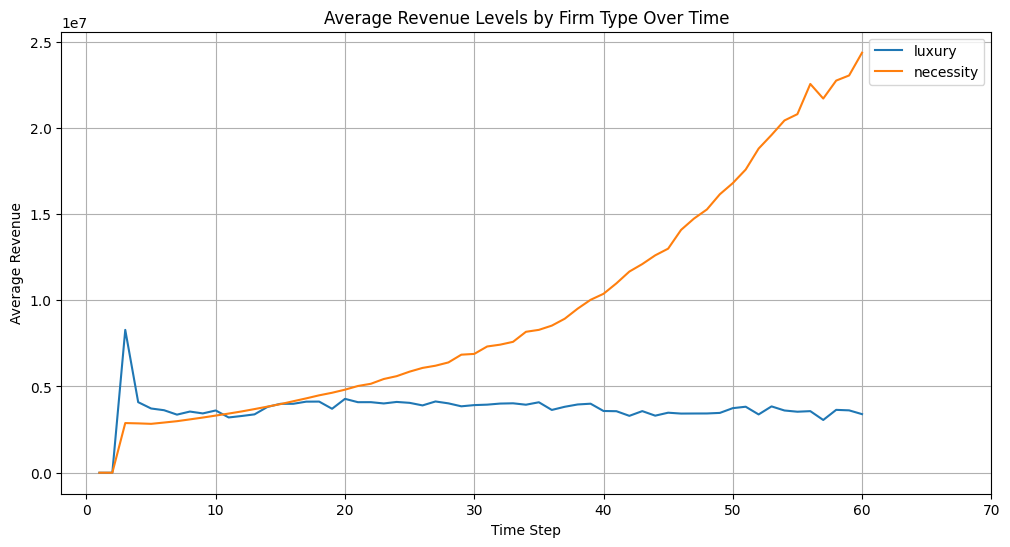 Average Revenue Levels by Firm Type Over Time
1e7
luxury
necessity
2.5
2.0
1.5
1.0
0.5
0.0
Average Revenue
0 10 20 30 40 50 60 70
Time Step